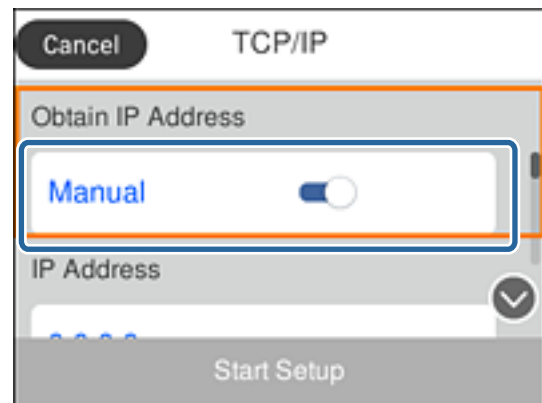 Cancel
TCP/IP
Obtain IP Address
Manual
IP Address
Start Setup